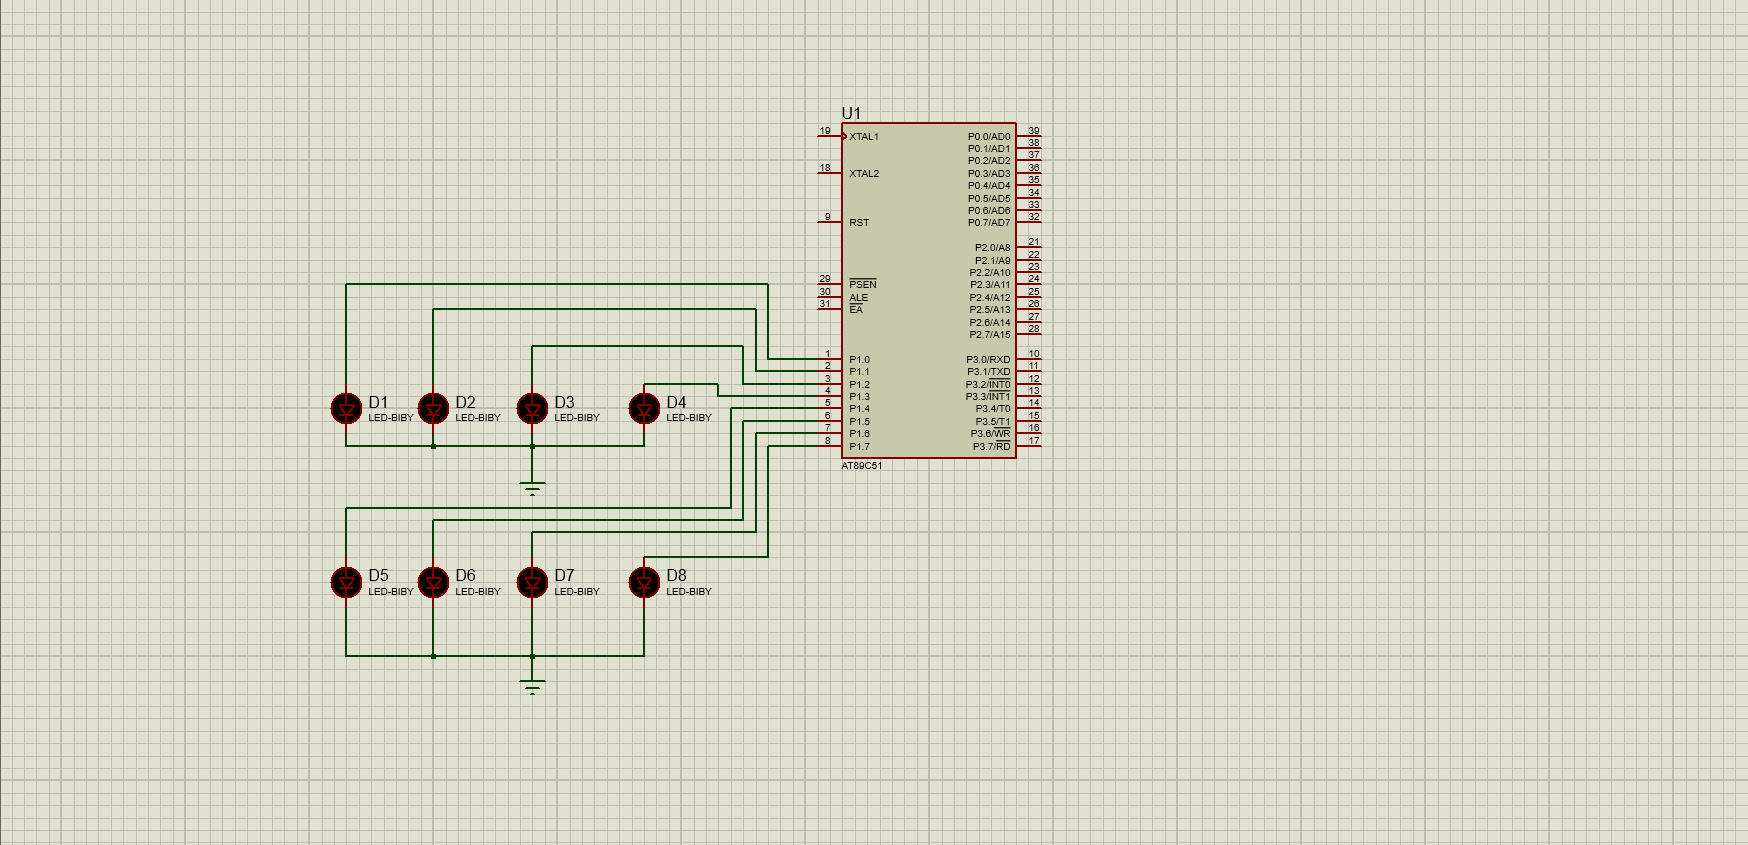 U1
19 XTAL1 P0.0/AD0 39
P0.1/AD1 38
P0.2/AD2 37
18 XTAL2 P0.3/AD3 36
P0.4/AD4 35
P0.5/AD5 34
P0.6/AD6 33
9 RST P0.7/AD7 32
P2.0/A8 21
P2.1/A9 22
P2.2/A10 23
29 PSEN P2.3/A11 24
30 ALE P2.4/A12 25
31 EA P2.5/A13 26
P2.6/A14 27
P2.7/A15 28
1 P1.0 P3.0/RXD 10
2 P1.1 P3.1/TXD 11
3 P1.2 P3.2/INT0 12
4 P1.3 P3.3/INT1 13
5 P1.4 P3.4/T0 14
6 P1.5 P3.5/T1 15
7 P1.6 P3.6/WR 16
8 P1.7 P3.7/RD 17
AT89C51
D1 D2 D3 D4
LED-BIBY LED-BIBY LED-BIBY LED-BIBY
D5 D6 D7 D8
LED-BIBY LED-BIBY LED-BIBY LED-BIBY